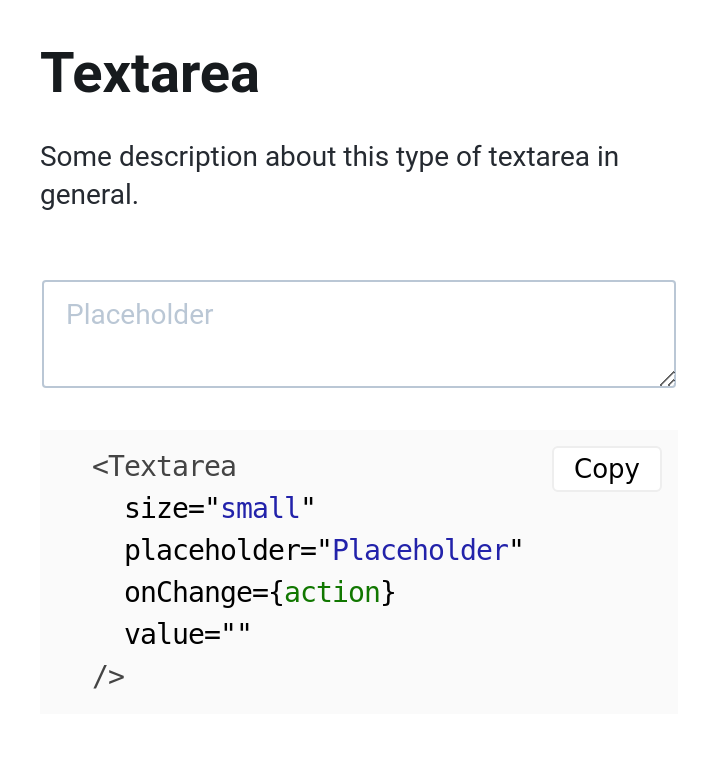 Textarea
Some description about this type of textarea in
general.
Placeholder
<Textarea
Copy
size="small"
placeholder="Placeholder"
onChange={action}
value=""
/>